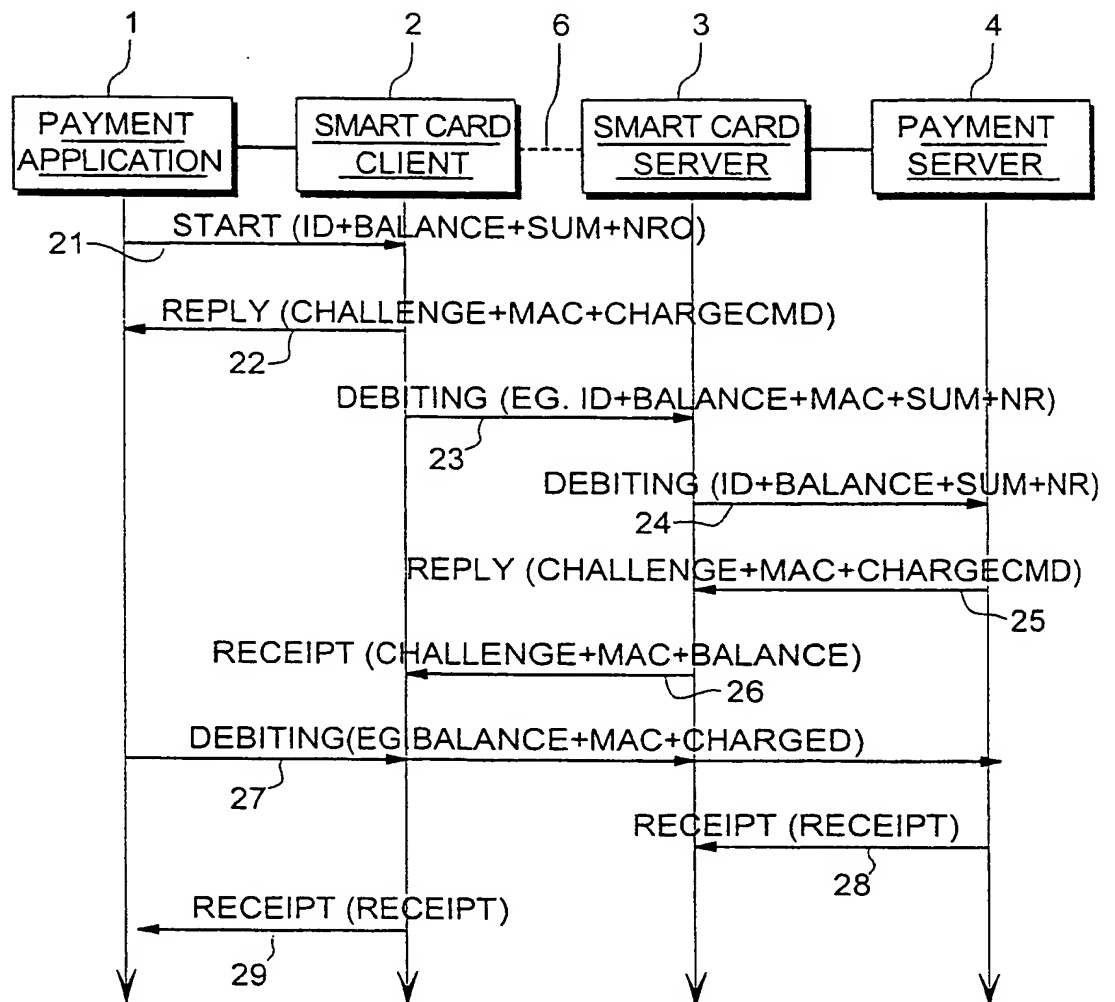 1 2 6 3 4
PAYMENT APPLICATION
SMART CARD CLIENT
SMART CARD SERVER
PAYMENT SERVER
START (ID+BALANCE+SUM+NRO)
21
REPLY (CHALLENGE+MAC+CHARGECMD)
22
DEBITING (EG. ID+BALANCE+MAC+SUM+NR)
23
DEBITING (ID+BALANCE+SUM+NR)
24
REPLY (CHALLENGE+MAC+CHARGECMD)
25
RECEIPT (CHALLENGE+MAC+BALANCE)
26
DEBITING(EG BALANCE+MAC+CHARGED)
27
RECEIPT (RECEIPT)
28
RECEIPT (RECEIPT)
29